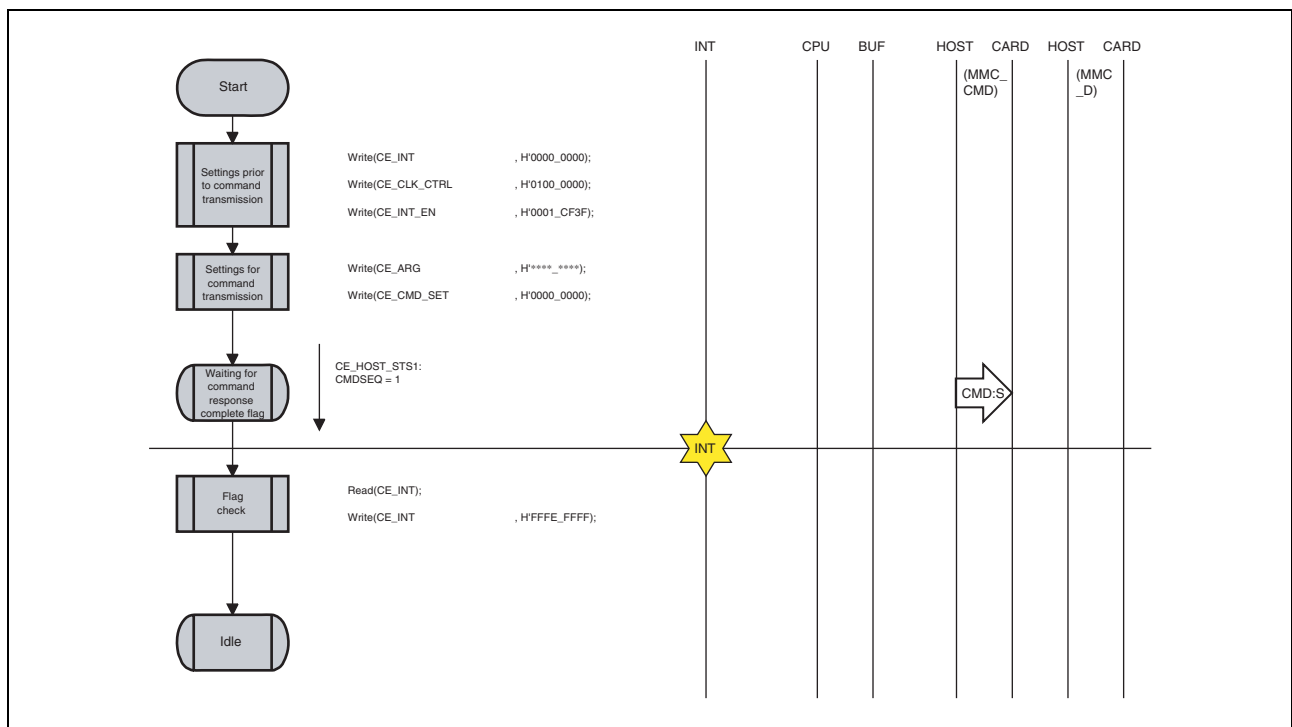 INT CPU BUF HOST CARD HOST CARD
(MMC_
CMD)
(MMC
_D)
Start
Settings prior
to command
transmission
Write(CE_INT , H'0000_0000);
Write(CE_CLK_CTRL , H'0100_0000);
Write(CE_INT_EN , H'0001_CF3F);
Settings for
command
transmission
Write(CE_ARG , H'****_****);
Write(CE_CMD_SET , H'0000_0000);
Waiting for
command
response
complete flag
CE_HOST_STS1:
CMDSEQ = 1
CMD:S
INT
Flag
check
Read(CE_INT);
Write(CE_INT , H'FFFE_FFFF);
Idle